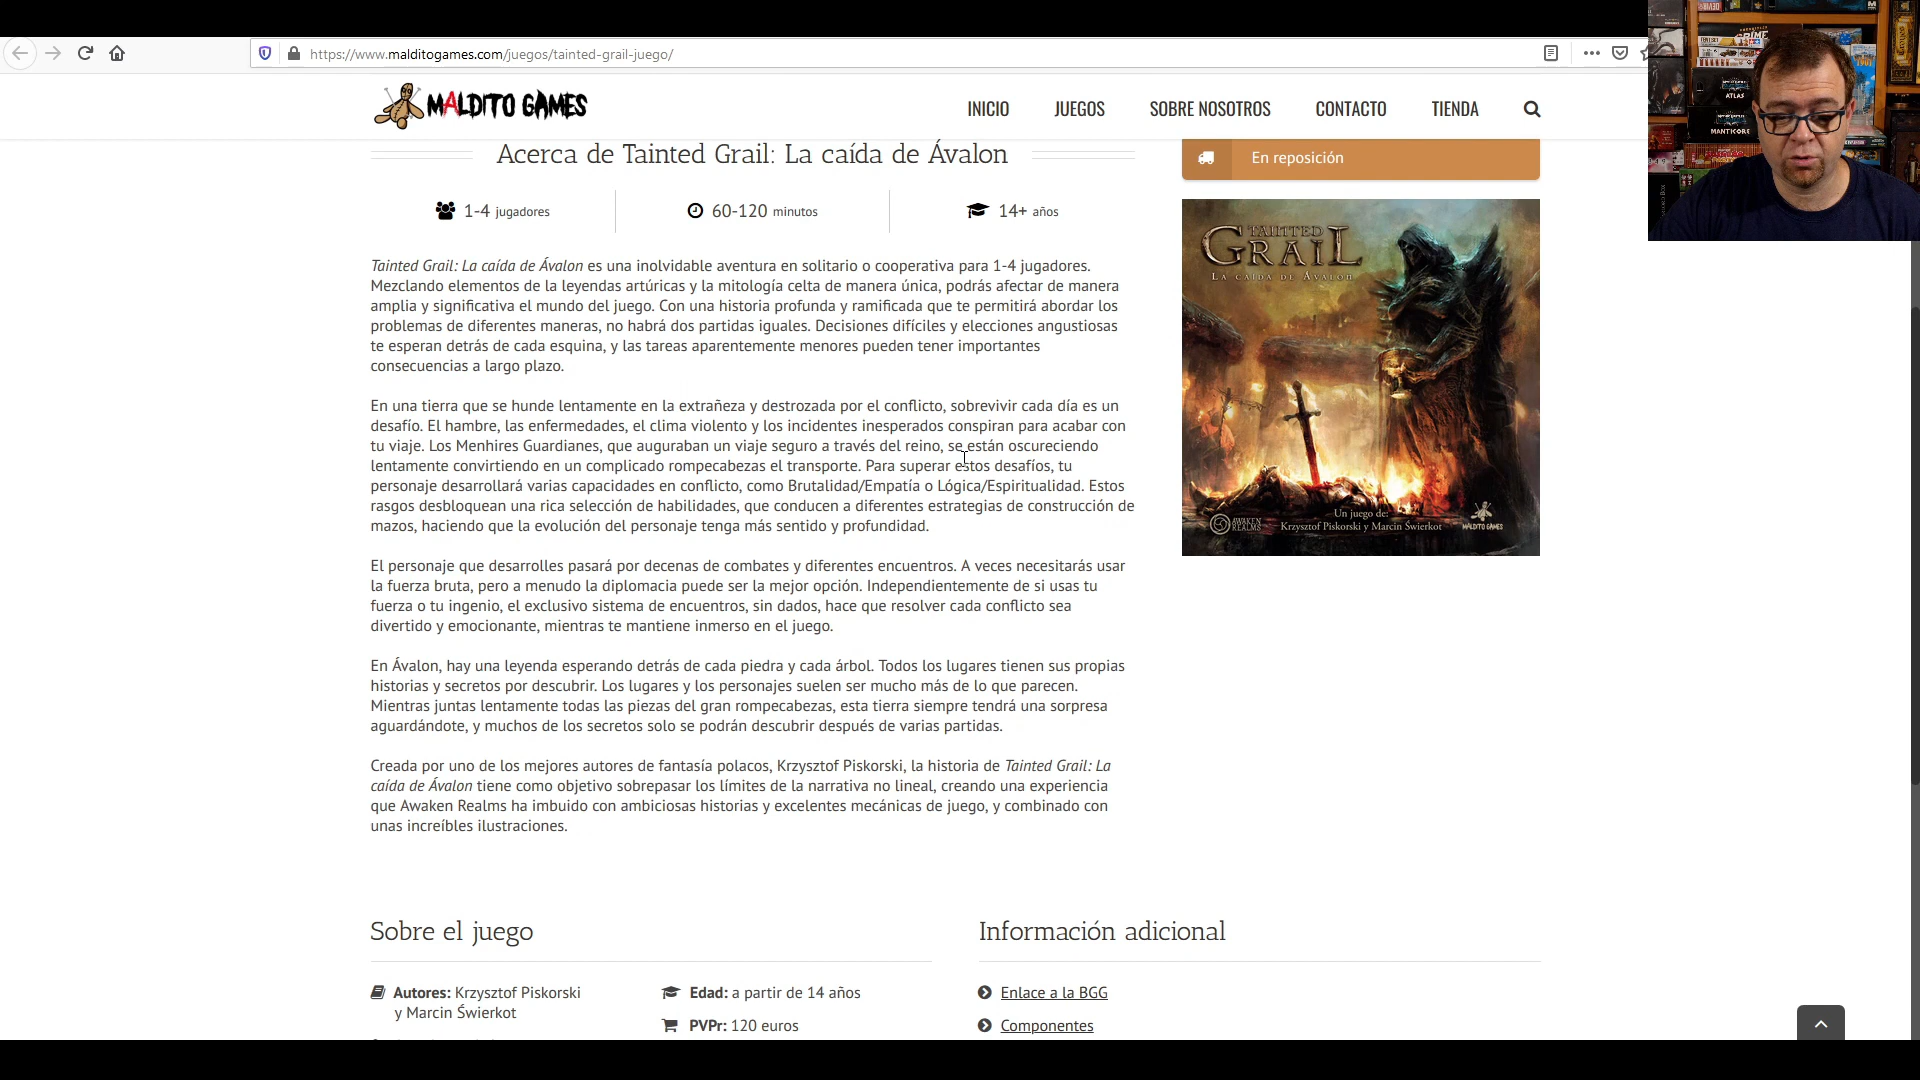 https://www.malditogames.com/juegos/tainted-grail-juego/
MALDITO GAMES
INICIO
JUEGOS
SOBRE NOSOTROS
CONTACTO
TIENDA
Acerca de Tainted Grail: La caída de Ávalon
En reposición
1-4 jugadores
60-120 minutos
14+ años
Tainted Grail: La caída de Ávalon es una inolvidable aventura en solitario o cooperativa para 1-4 jugadores.
Mezclando elementos de la leyendas artúricas y la mitología celta de manera única, podrás afectar de manera
amplia y significativa el mundo del juego. Con una historia profunda y ramificada que te permitirá abordar los
problemas de diferentes maneras, no habrá dos partidas iguales. Decisiones difíciles y elecciones angustiosas
te esperan detrás de cada esquina, y las tareas aparentemente menores pueden tener importantes
consecuencias a largo plazo.
En una tierra que se hunde lentamente en la extrañeza y destrozada por el conflicto, sobrevivir cada día es un
desafío. El hambre, las enfermedades, el clima violento y los incidentes inesperados conspiran para acabar con
tu viaje. Los Menhires Guardianes, que auguraban un viaje seguro a través del reino, se están oscureciendo
lentamente convirtiendo en un complicado rompecabezas el transporte. Para superar estos desafíos, tu
personaje desarrollará varias capacidades en conflicto, como Brutalidad/Empatía o Lógica/Espiritualidad. Estos
rasgos desbloquean una rica selección de habilidades, que conducen a diferentes estrategias de construcción de
mazos, haciendo que la evolución del personaje tenga más sentido y profundidad.
El personaje que desarrolles pasará por decenas de combates y diferentes encuentros. A veces necesitarás usar
la fuerza bruta, pero a menudo la diplomacia puede ser la mejor opción. Independientemente de si usas tu
fuerza o tu ingenio, el exclusivo sistema de encuentros, sin dados, hace que resolver cada conflicto sea
divertido y emocionante, mientras te mantiene inmerso en el juego.
En Ávalon, hay una leyenda esperando detrás de cada piedra y cada árbol. Todos los lugares tienen sus propias
historias y secretos por descubrir. Los lugares y los personajes suelen ser mucho más de lo que parecen.
Mientras juntas lentamente todas las piezas del gran rompecabezas, esta tierra siempre tendrá una sorpresa
aguardándote, y muchos de los secretos solo se podrán descubrir después de varias partidas.
Creada por uno de los mejores autores de fantasía polacos, Krzysztof Piskorski, la historia de Tainted Grail: La
caída de Ávalon tiene como objetivo sobrepasar los límites de la narrativa no lineal, creando una experiencia
que Awaken Realms ha imbuido con ambiciosas historias y excelentes mecánicas de juego, y combinado con
unas increíbles ilustraciones.
TAINTED
GRAIL
LA CAÍDA DE ÁVALON
Un juego de:
Krzysztof Piskorski y Marcin Świerkot
AWAKEN
REALMS
MALDITO GAMES
ATLAS
MANTICORE
Sobre el juego
Autores: Krzysztof Piskorski
y Marcin Świerkot
Edad: a partir de 14 años
PVPr: 120 euros
Información adicional
Enlace a la BGG
Componentes